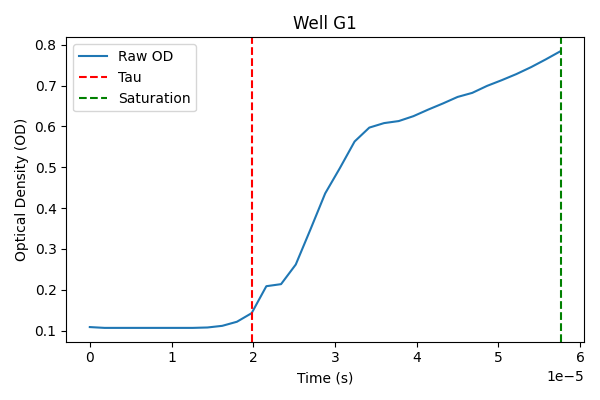 Well G1
Raw OD
Tau
Saturation
Optical Density (OD)
0.8
0.7
0.6
0.5
0.4
0.3
0.2
0.1
0 1 2 3 4 5 6
1e−5
Time (s)